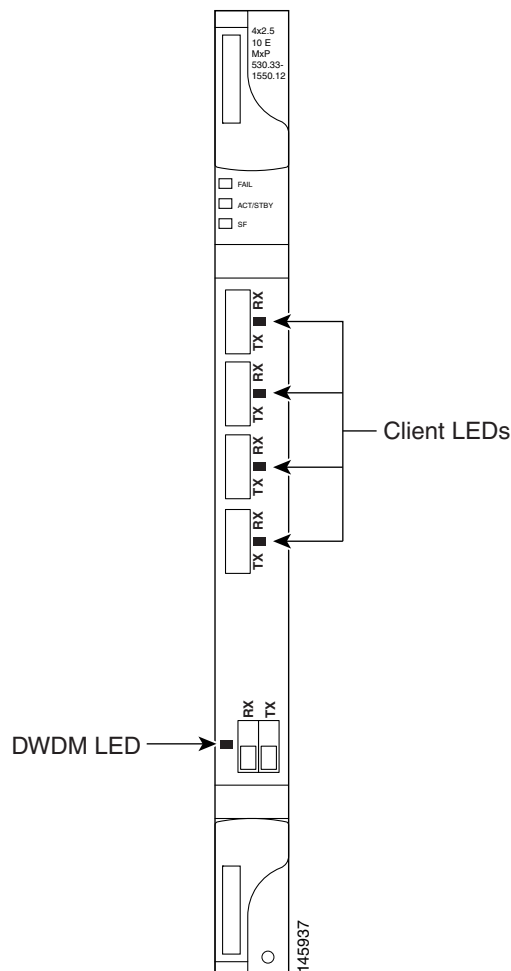 4x2.5
10 E
MxP
530.33-
1550.12
FAIL
ACT/STBY
SF
RX
TX
RX
TX
RX
TX
RX
TX
Client LEDs
RX
TX
DWDM LED
145937